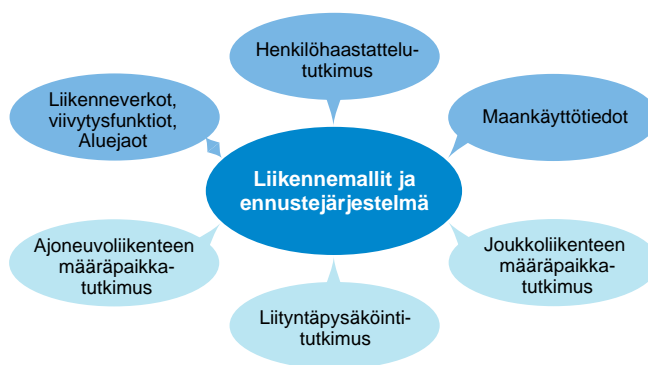 Henkilöhaastattelu-
tutkimus
Liikenneverkot,
viivytysfunktiot,
Aluejaot
Maankäyttötiedot
Liikennemallit ja
ennustejärjestelmä
Ajoneuvoliikenteen
määräpaikka-
tutkimus
Joukkoliikenteen
määräpaikka-
tutkimus
Liityntäpysäköinti-
tutkimus